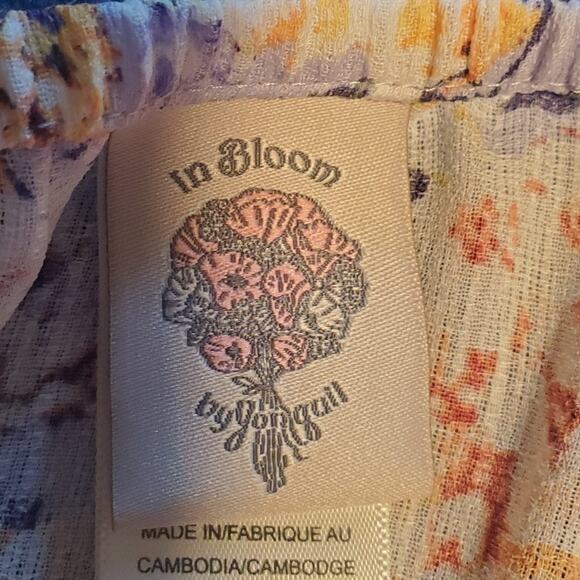 In Bloom
by Jonquil
MADE IN/FABRIQUE AU
CAMBODIA/CAMBODGE